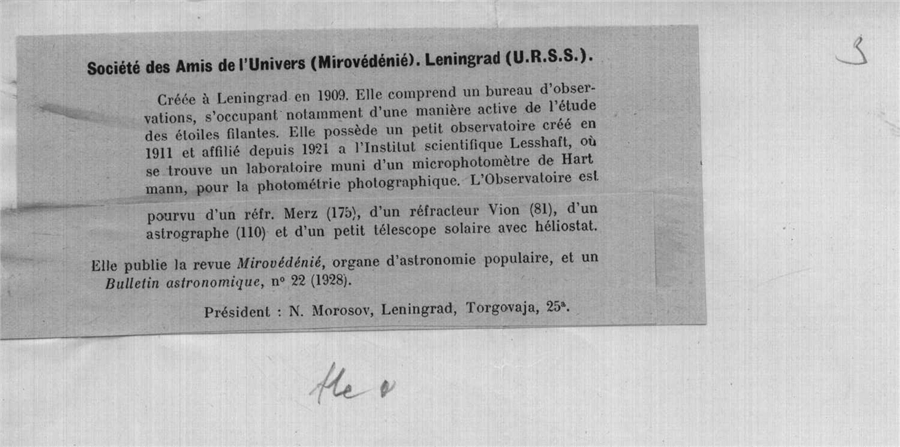 3
Société des Amis de l'Univers (Mirovédénié). Leningrad (U.R.S.S.).
Créée à Leningrad en 1909. Elle comprend un bureau d'obser-
vations, s'occupant notamment d'une manière active de l'étude
des étoiles filantes. Elle possède un petit observatoire créé en
1911 et affilié depuis 1921 a l'Institut scientifique Lesshaft, où
se trouve un laboratoire muni d'un microphotomètre de Hart
mann, pour la photométrie photographique. L'Observatoire est
pourvu d'un réfr. Merz (175), d'un réfracteur Vion (81), d'un
astrographe (110) et d'un petit télescope solaire avec héliostat.
Elle publie la revue Mirovédénié, organe d'astronomie populaire, et un
Bulletin astronomique, nº 22 (1928).
Président : N. Morosov, Leningrad, Torgovaja, 25ª.